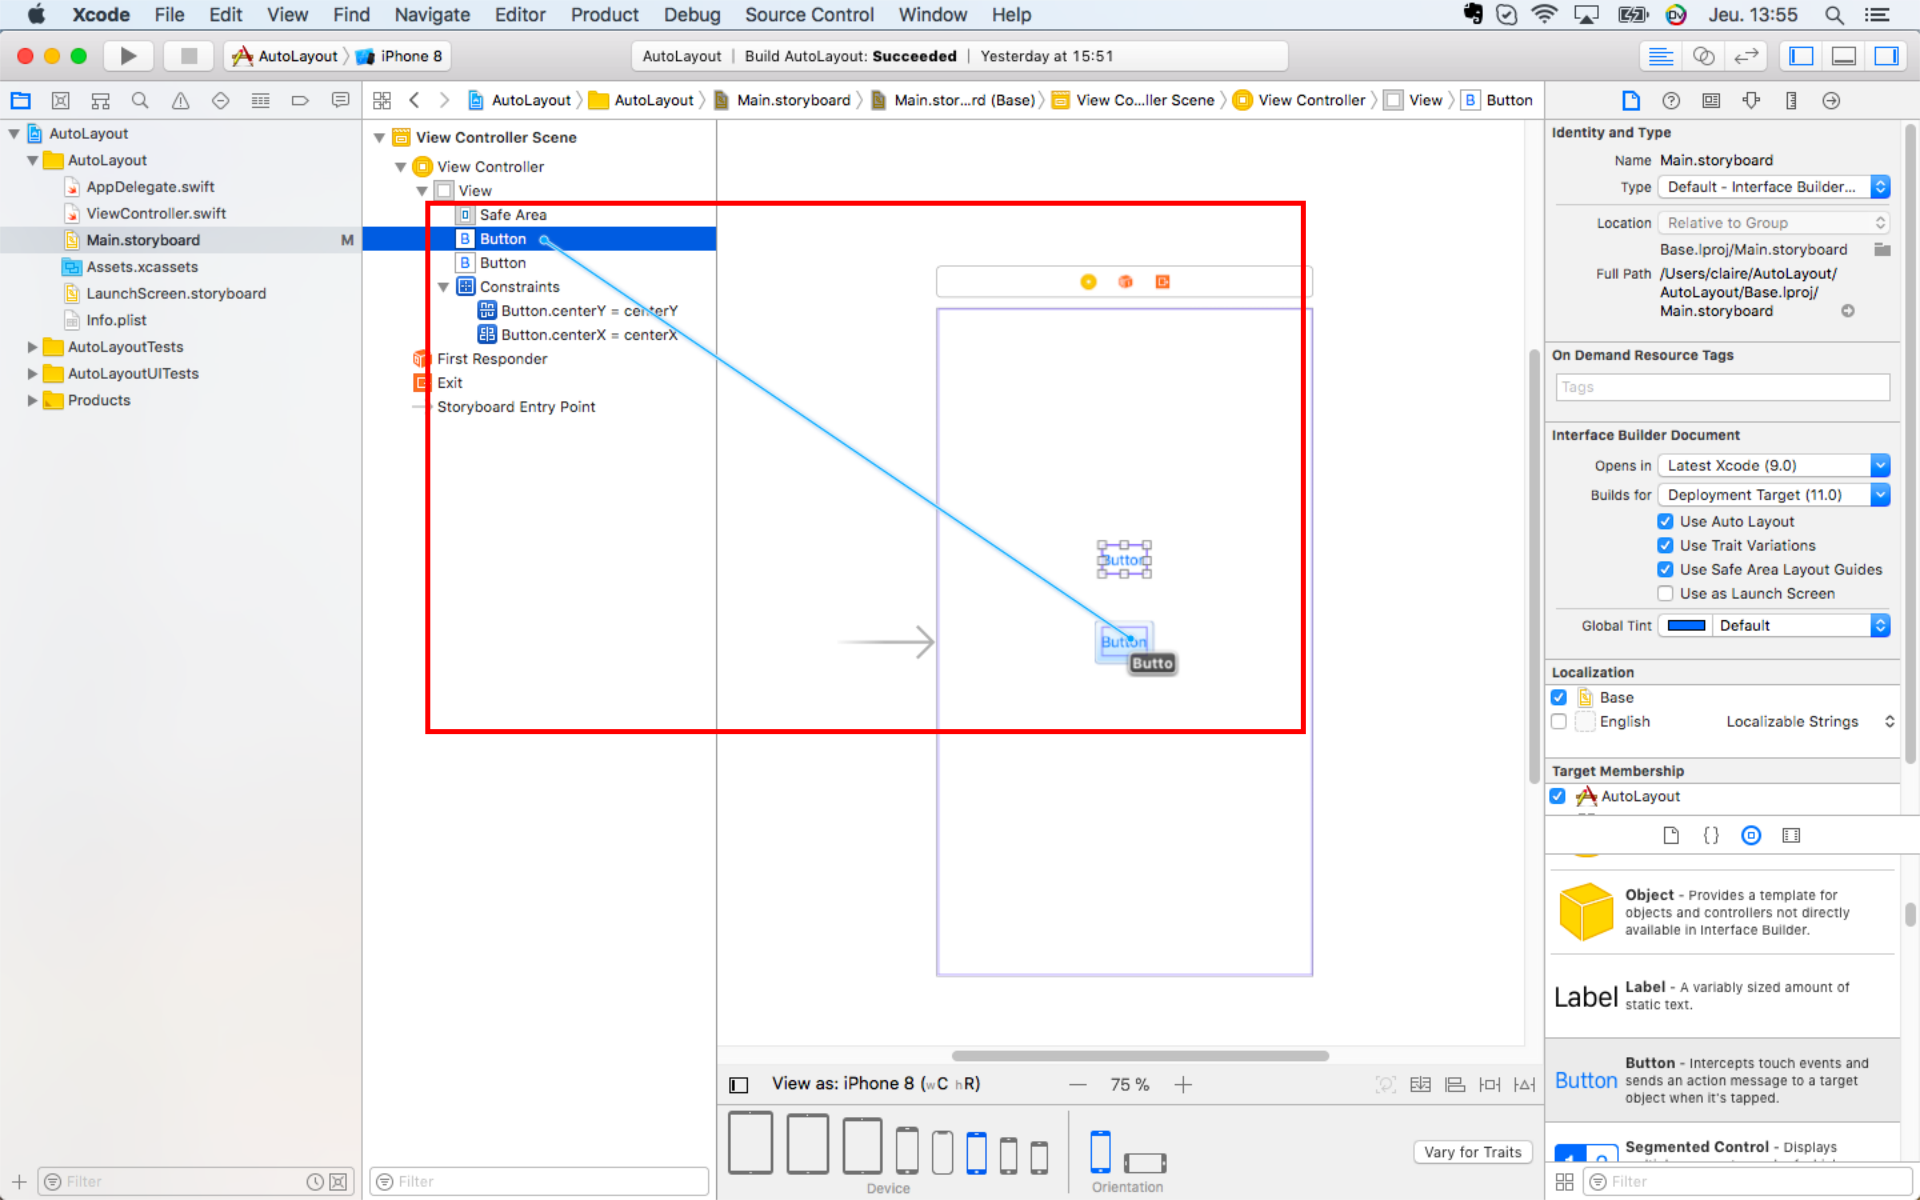 Xcode File Edit View Find Navigate Editor Product Debug Source Control Window Help Jeu. 13:55
AutoLayout iPhone 8 AutoLayout | Build AutoLayout: Succeeded | Yesterday at 15:51
AutoLayout AutoLayout Main.storyboard Main.stor...rd (Base) View Co...ller Scene View Controller View B Button
AutoLayout
AutoLayout
AppDelegate.swift
ViewController.swift
Main.storyboard M
Assets.xcassets
LaunchScreen.storyboard
Info.plist
AutoLayoutTests
AutoLayoutUITests
Products
Filter
View Controller Scene
View Controller
View
Safe Area
B Button
B Button
Constraints
Button.centerY = centerY
Button.centerX = centerX
First Responder
Exit
Storyboard Entry Point
Filter
Button
Button
Butto
View as: iPhone 8 (wC hR) 75 %
Device
Orientation
Vary for Traits
Identity and Type
Name Main.storyboard
Type Default - Interface Builder...
Location Relative to Group
Base.lproj/Main.storyboard
Full Path /Users/claire/AutoLayout/
AutoLayout/Base.lproj/
Main.storyboard
On Demand Resource Tags
Tags
Interface Builder Document
Opens in Latest Xcode (9.0)
Builds for Deployment Target (11.0)
Use Auto Layout
Use Trait Variations
Use Safe Area Layout Guides
Use as Launch Screen
Global Tint Default
Localization
Base
English Localizable Strings
Target Membership
AutoLayout
{}
Object - Provides a template for
objects and controllers not directly
available in Interface Builder.
Label Label - A variably sized amount of
static text.
Button Button - Intercepts touch events and
sends an action message to a target
object when it's tapped.
Segmented Control - Displays
Filter